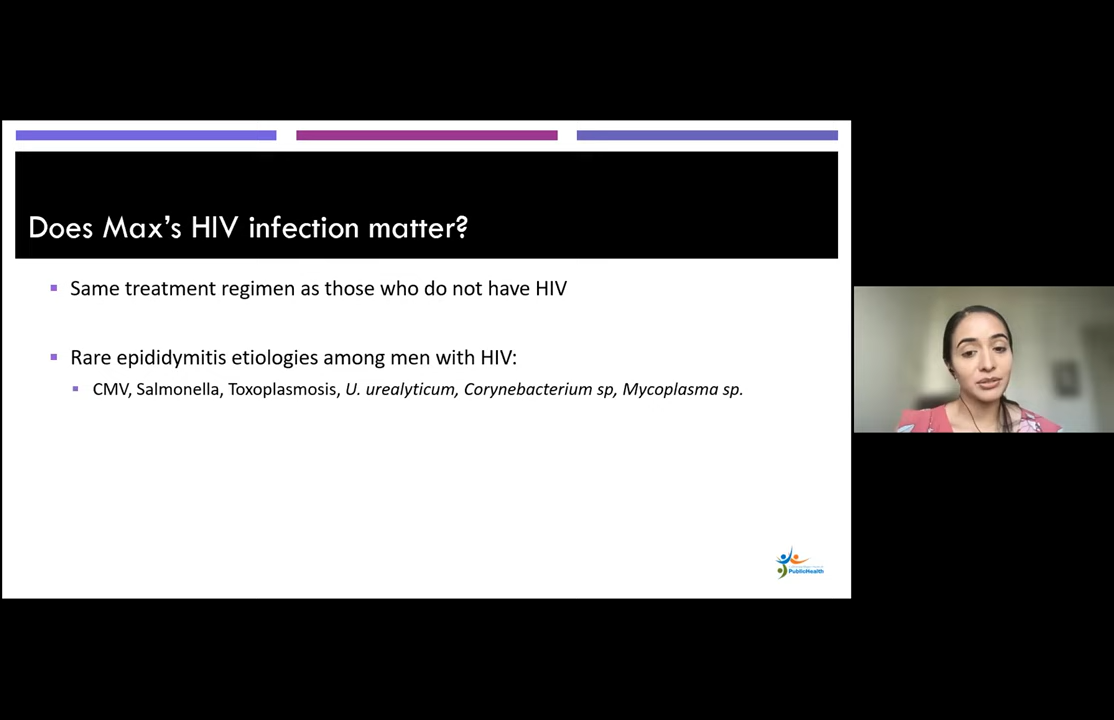 Does Max's HIV infection matter?
Same treatment regimen as those who do not have HIV
Rare epididymitis etiologies among men with HIV:
CMV, Salmonella, Toxoplasmosis, U. urealyticum, Corynebacterium sp, Mycoplasma sp.
PublicHealth